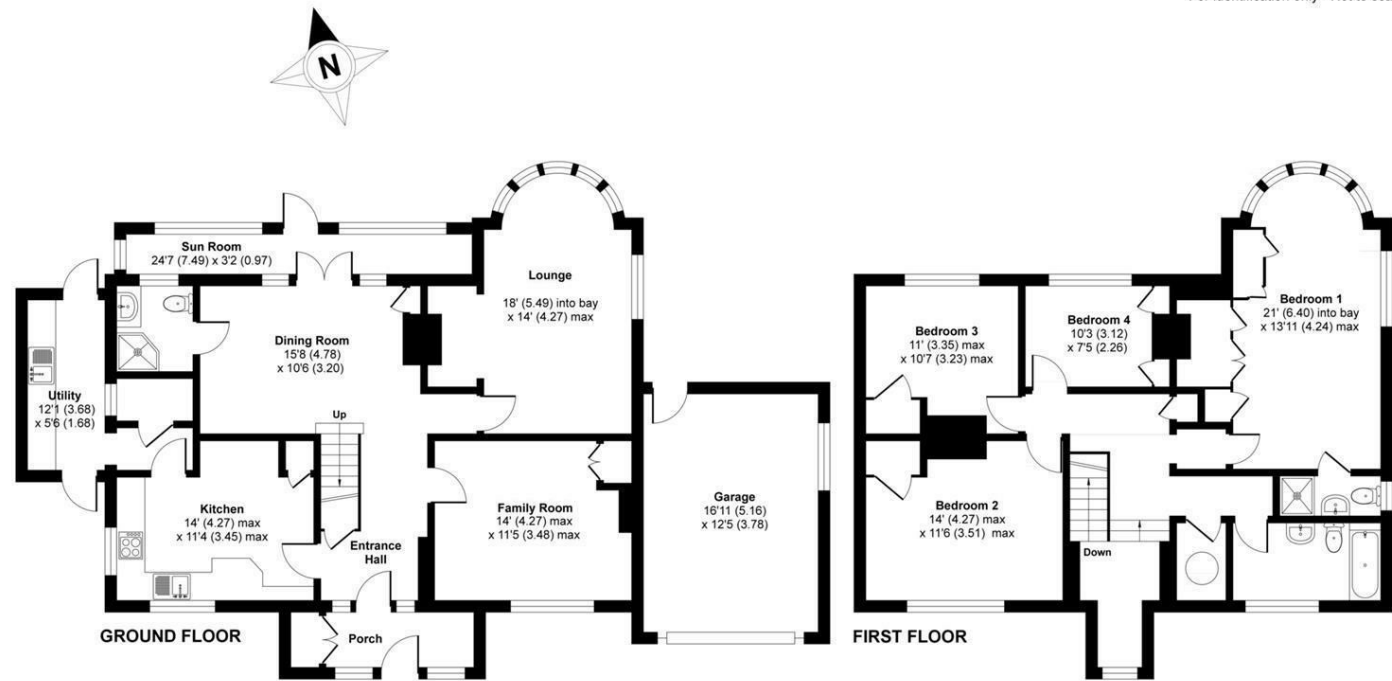 N
Sun Room
24'7 (7.49) x 3'2 (0.97)
Lounge
18' (5.49) into bay
x 14' (4.27) max
Dining Room
15'8 (4.78)
x 10'6 (3.20)
Utility
12'1 (3.68)
x 5'6 (1.68)
Up
Kitchen
14' (4.27) max
x 11'4 (3.45) max
Family Room
14' (4.27) max
x 11'5 (3.48) max
Entrance
Hall
Garage
16'11 (5.16)
x 12'5 (3.78)
Porch
GROUND FLOOR
Bedroom 1
21' (6.40) into bay
x 13'11 (4.24) max
Bedroom 3
11' (3.35) max
x 10'7 (3.23) max
Bedroom 4
10'3 (3.12)
x 7'5 (2.26)
Bedroom 2
14' (4.27) max
x 11'6 (3.51) max
Down
FIRST FLOOR